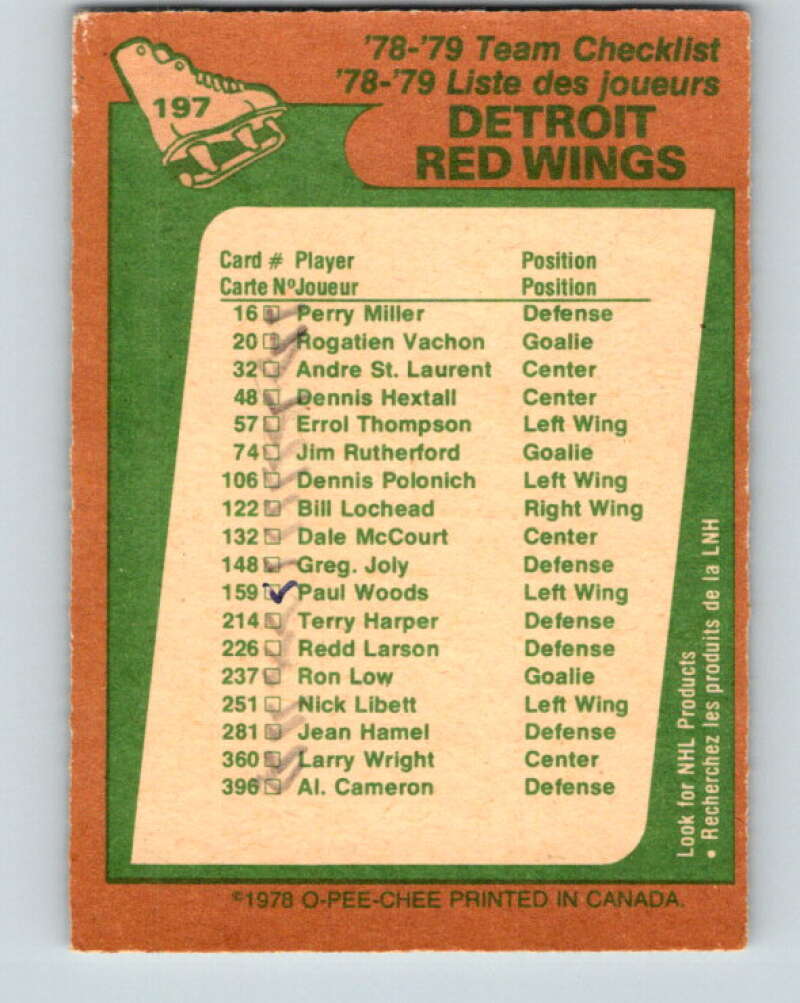 '78-'79 Team Checklist
'78-'79 Liste des joueurs
197
DETROIT
RED WINGS
Card # Player Position
Carte Nº Joueur Position
16 Perry Miller Defense
20 Rogatien Vachon Goalie
32 Andre St. Laurent Center
48 Dennis Hextall Center
57 Errol Thompson Left Wing
74 Jim Rutherford Goalie
106 Dennis Polonich Left Wing
122 Bill Lochead Right Wing
132 Dale McCourt Center
148 Greg. Joly Defense
159 Paul Woods Left Wing
214 Terry Harper Defense
226 Redd Larson Defense
237 Ron Low Goalie
251 Nick Libett Left Wing
281 Jean Hamel Defense
360 Larry Wright Center
396 Al. Cameron Defense
Look for NHL Products
• Recherchez les produits de la LNH
©1978 O-PEE-CHEE PRINTED IN CANADA.